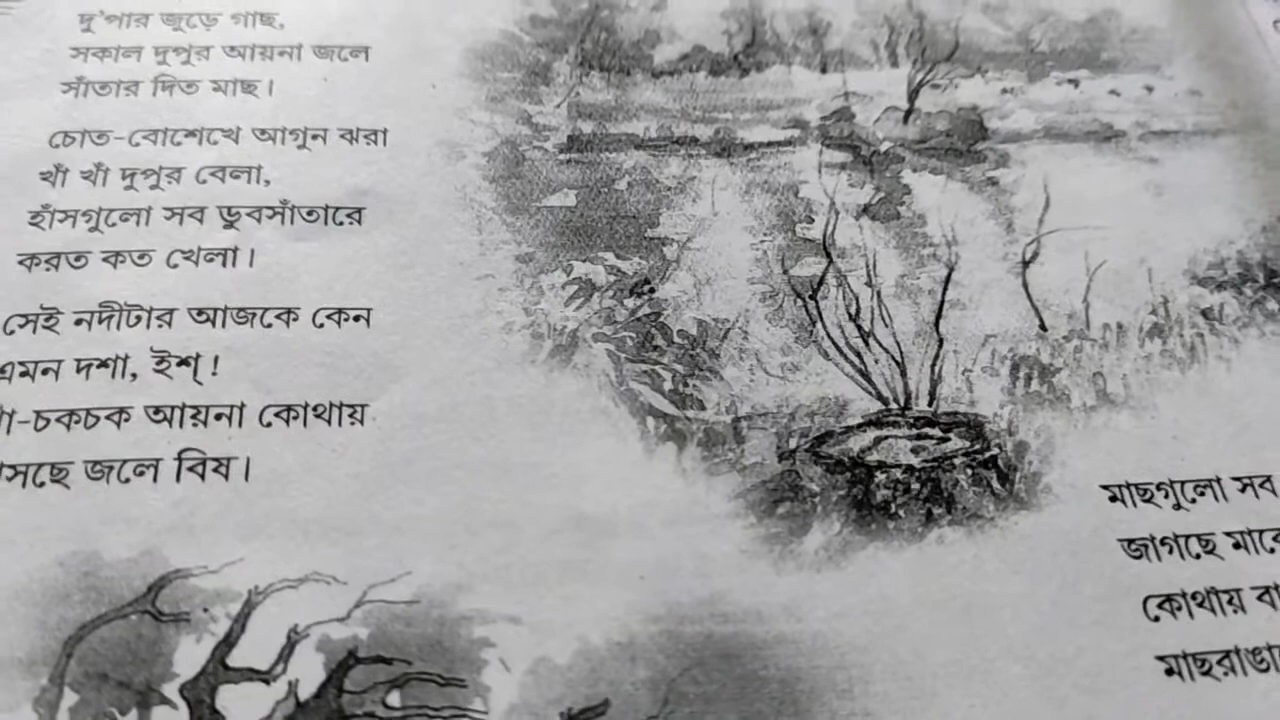 দু'পার জুড়ে গাছ,
সকাল দুপুর আয়না জলে
সাঁতার দিত মাছ।
চোত-বোশেখে আগুন ঝরা
খাঁ খাঁ দুপুর বেলা,
হাঁসগুলো সব ডুবসাঁতারে
করত কত খেলা।
সেই নদীটার আজকে কেন
এমন দশা, ইশ্!
চকচক আয়না কোথায়
জলে বিষ।
মাছগুলো সব
জাগছে
কোথায়